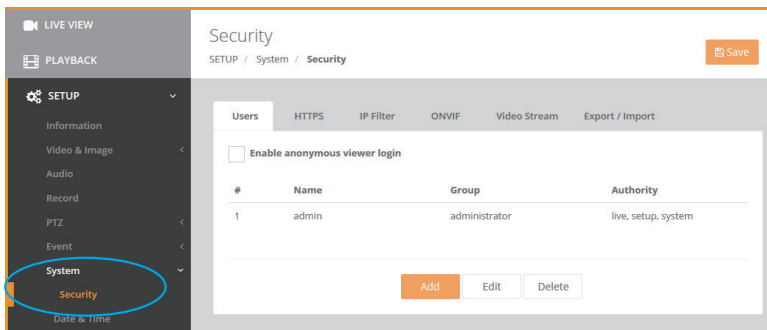 LIVE VIEW
PLAYBACK
SETUP
Information
Video & Image
Audio
Record
PTZ
Event
System
Security
Date & Time
Security
SETUP / System / Security
Save
Users HTTPS IP Filter ONVIF Video Stream Export / Import
Enable anonymous viewer login
# Name Group Authority
1 admin administrator live, setup, system
Add Edit Delete